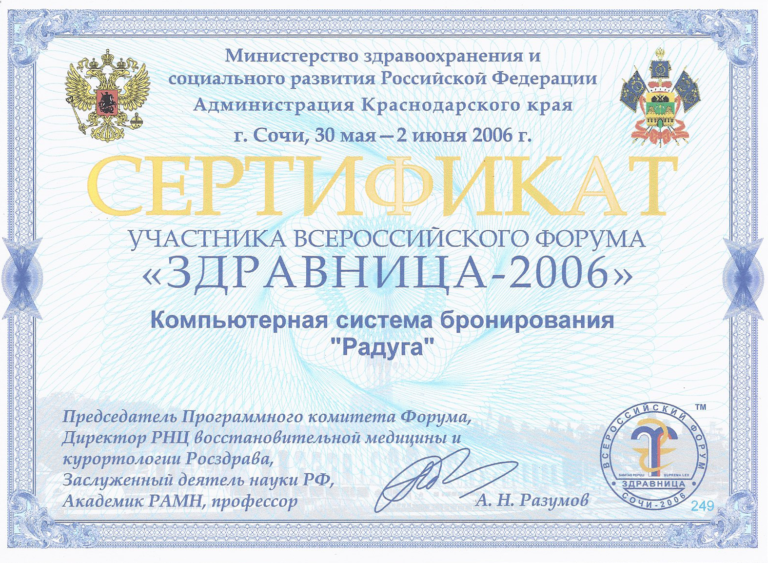 Министерство здравоохранения и
социального развития Российской Федерации
Администрация Краснодарского края
г. Сочи, 30 мая—2 июня 2006 г.
СЕРТИФИКАТ
УЧАСТНИКА ВСЕРОССИЙСКОГО ФОРУМА
«ЗДРАВНИЦА-2006»
Компьютерная система бронирования
"Радуга"
Председатель Программного комитета Форума,
Директор РНЦ восстановительной медицины и
курортологии Росздрава,
Заслуженный деятель науки РФ,
Академик РАМН, профессор
А. Н. Разумов
ВСЕРОССИЙСКИЙ ФОРУМ
TM
ЗДРАВНИЦА
СОЧИ-2006
249